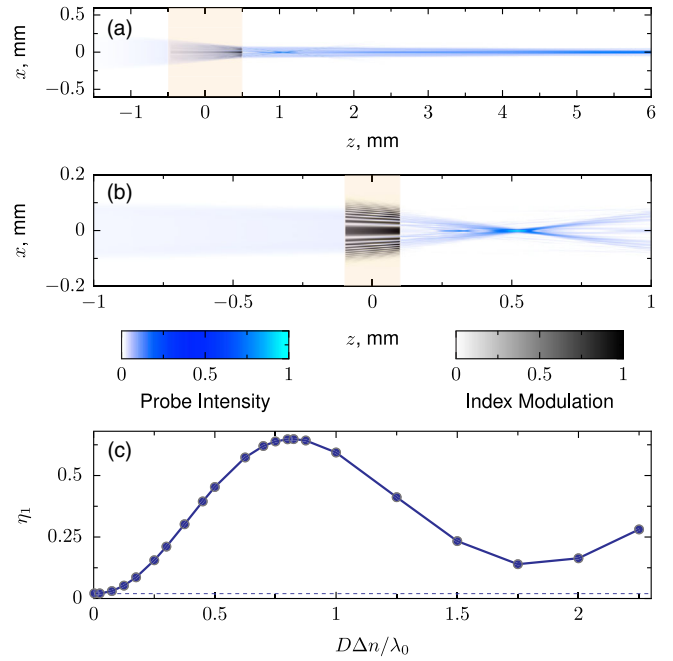 0.5
(a)
x, mm
0
−0.5
−1 0 1 2 3 4 5 6
z, mm
0.2
(b)
x, mm
0
−0.2
−1 −0.5 0 0.5 1
z, mm
0 0.5 1
Probe Intensity
0 0.5 1
Index Modulation
(c)
0.5
η₁
0.25
0
0 0.5 1 1.5 2
DΔn/λ₀